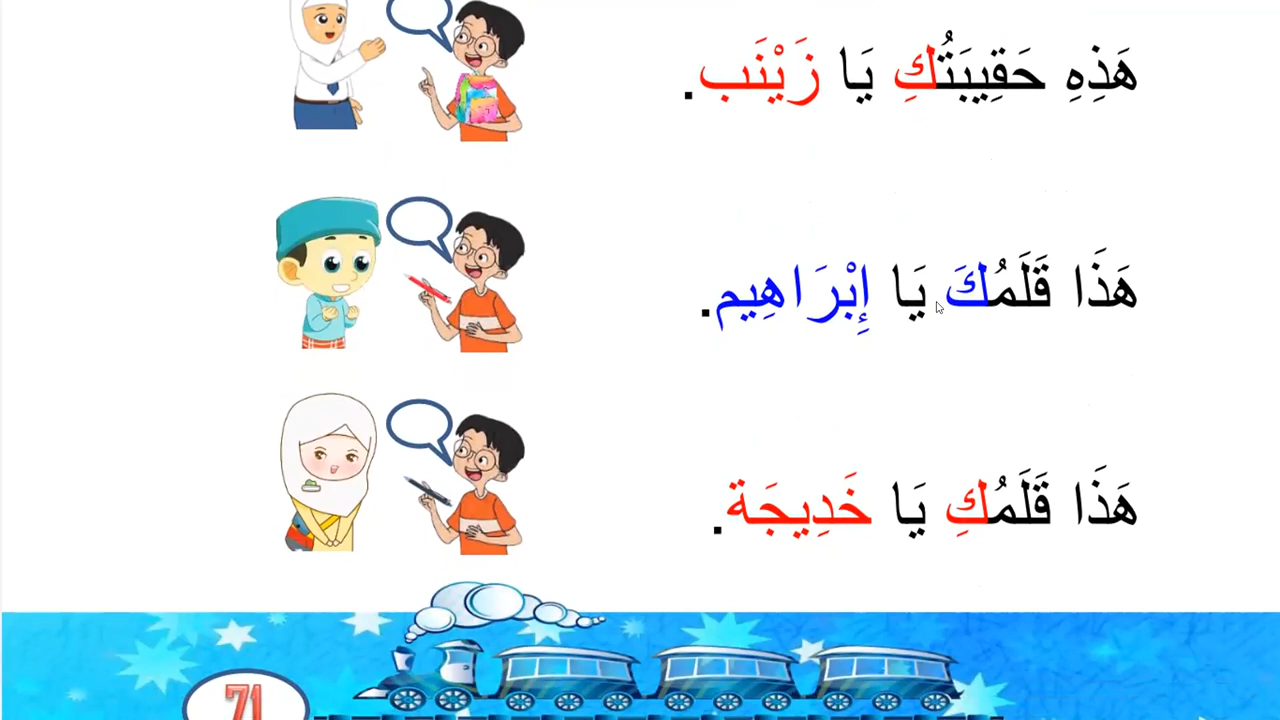 هَذِهِ حَقِيبَتُكِ يَا زَيْنَب.
هَذَا قَلَمُكَ يَا إِبْرَاهِيم.
هَذَا قَلَمُكِ يَا خَدِيجَة.
71